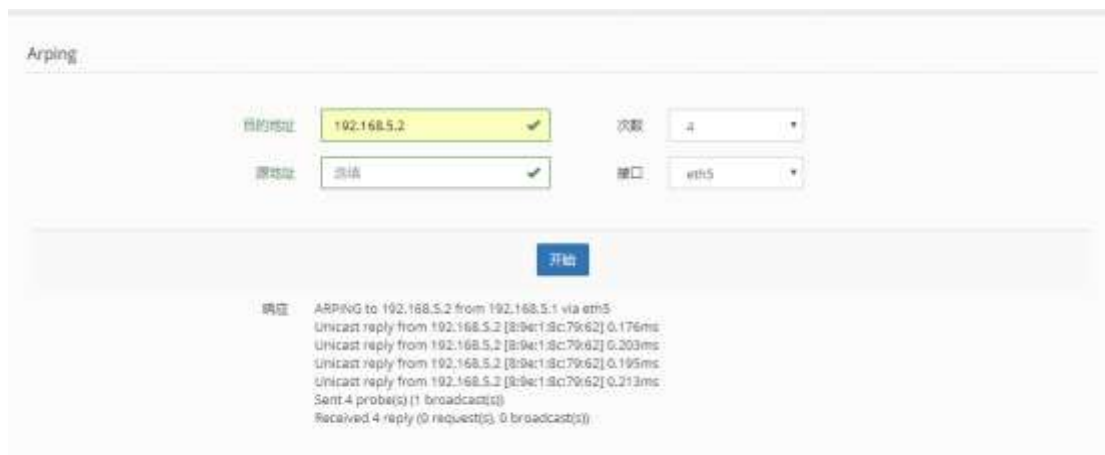 Arping
目的地址 192.168.5.2 次数 4
源地址 选填 接口 eth5
开始
响应 ARPING to 192.168.5.2 from 192.168.5.1 via eth5
Unicast reply from 192.168.5.2 [8:9e:1:8c:79:62] 0.176ms
Unicast reply from 192.168.5.2 [8:9e:1:8c:79:62] 0.203ms
Unicast reply from 192.168.5.2 [8:9e:1:8c:79:62] 0.195ms
Unicast reply from 192.168.5.2 [8:9e:1:8c:79:62] 0.213ms
Sent 4 probe(s) (1 broadcast(s))
Received 4 reply (0 request(s), 0 broadcast(s))